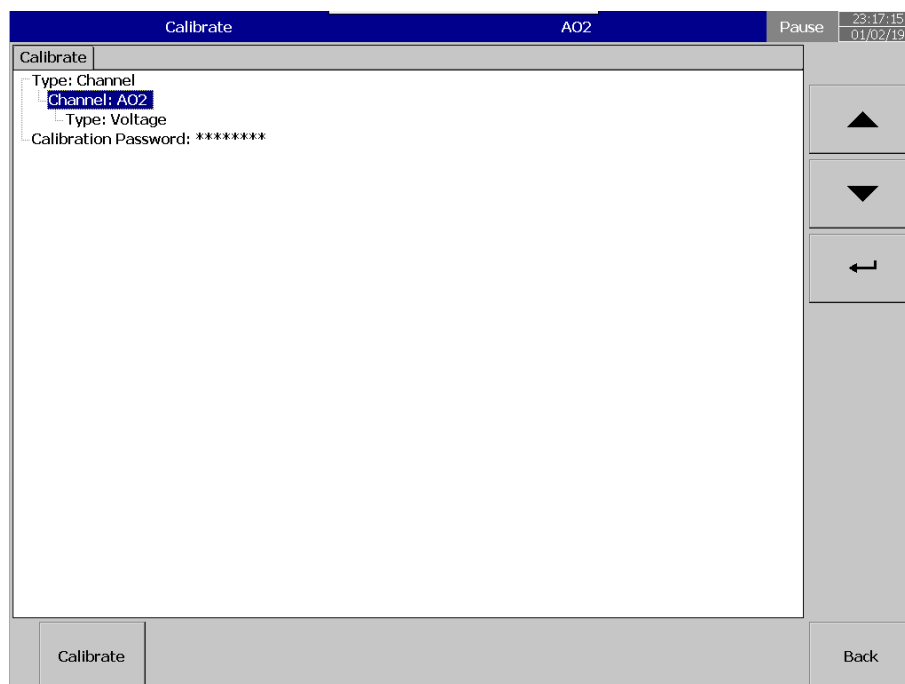 Calibrate AO2 Pause 23:17:15
01/02/19
Calibrate
Type: Channel
Channel: AO2
Type: Voltage
Calibration Password: ********
Calibrate Back